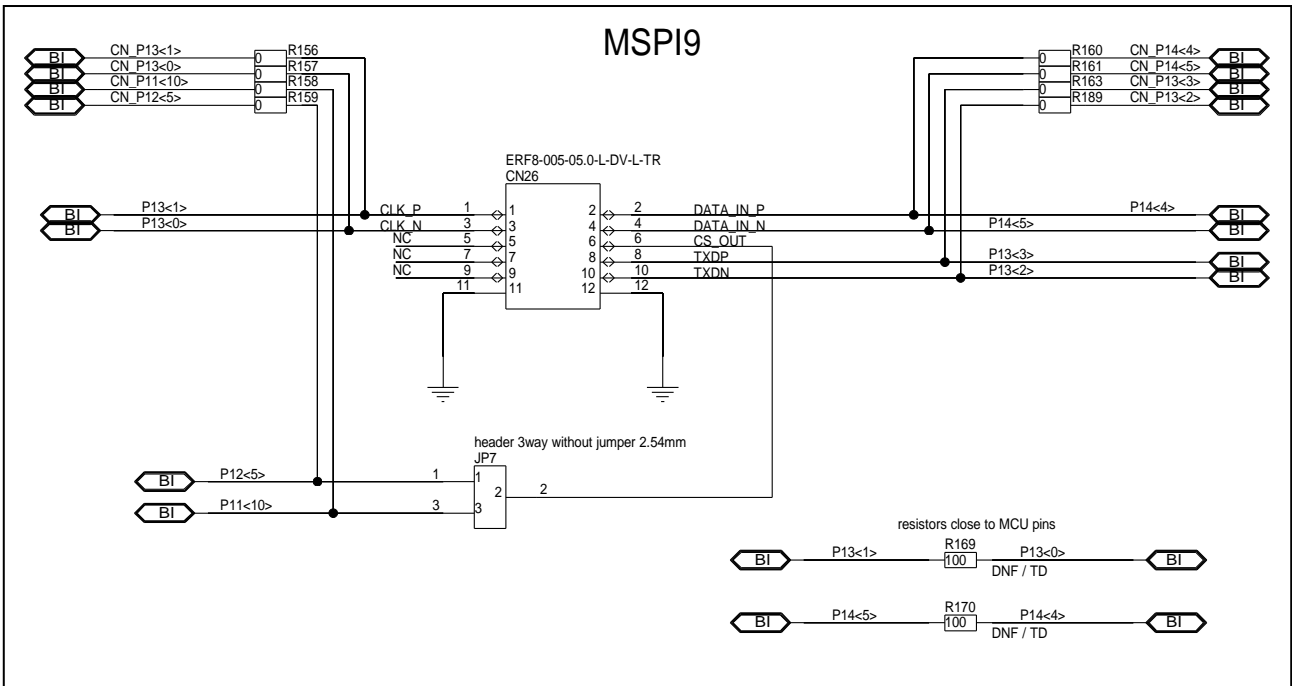 MSPI9
BI CN_P13<1> 0 R156
BI CN_P13<0> 0 R157
BI CN_P11<10> 0 R158
BI CN_P12<5> 0 R159
R160 CN_P14<4> BI
0 R161 CN_P14<5> BI
0 R163 CN_P13<3> BI
0 R189 CN_P13<2> BI
0
ERF8-005-05.0-L-DV-L-TR
CN26
BI P13<1> CLK_P 1 1 2 2 DATA_IN_P P14<4> BI
BI P13<0> CLK_N 3 3 4 4 DATA_IN_N P14<5> BI
NC 5 5 6 6 CS_OUT
NC 7 7 8 8 TXDP P13<3> BI
NC 9 9 10 10 TXDN P13<2> BI
11 11 12 12
header 3way without jumper 2.54mm
JP7
BI P12<5> 1 1
2 2
BI P11<10> 3 3
resistors close to MCU pins
BI P13<1> R169 100 P13<0> BI
DNF / TD
BI P14<5> R170 100 P14<4> BI
DNF / TD